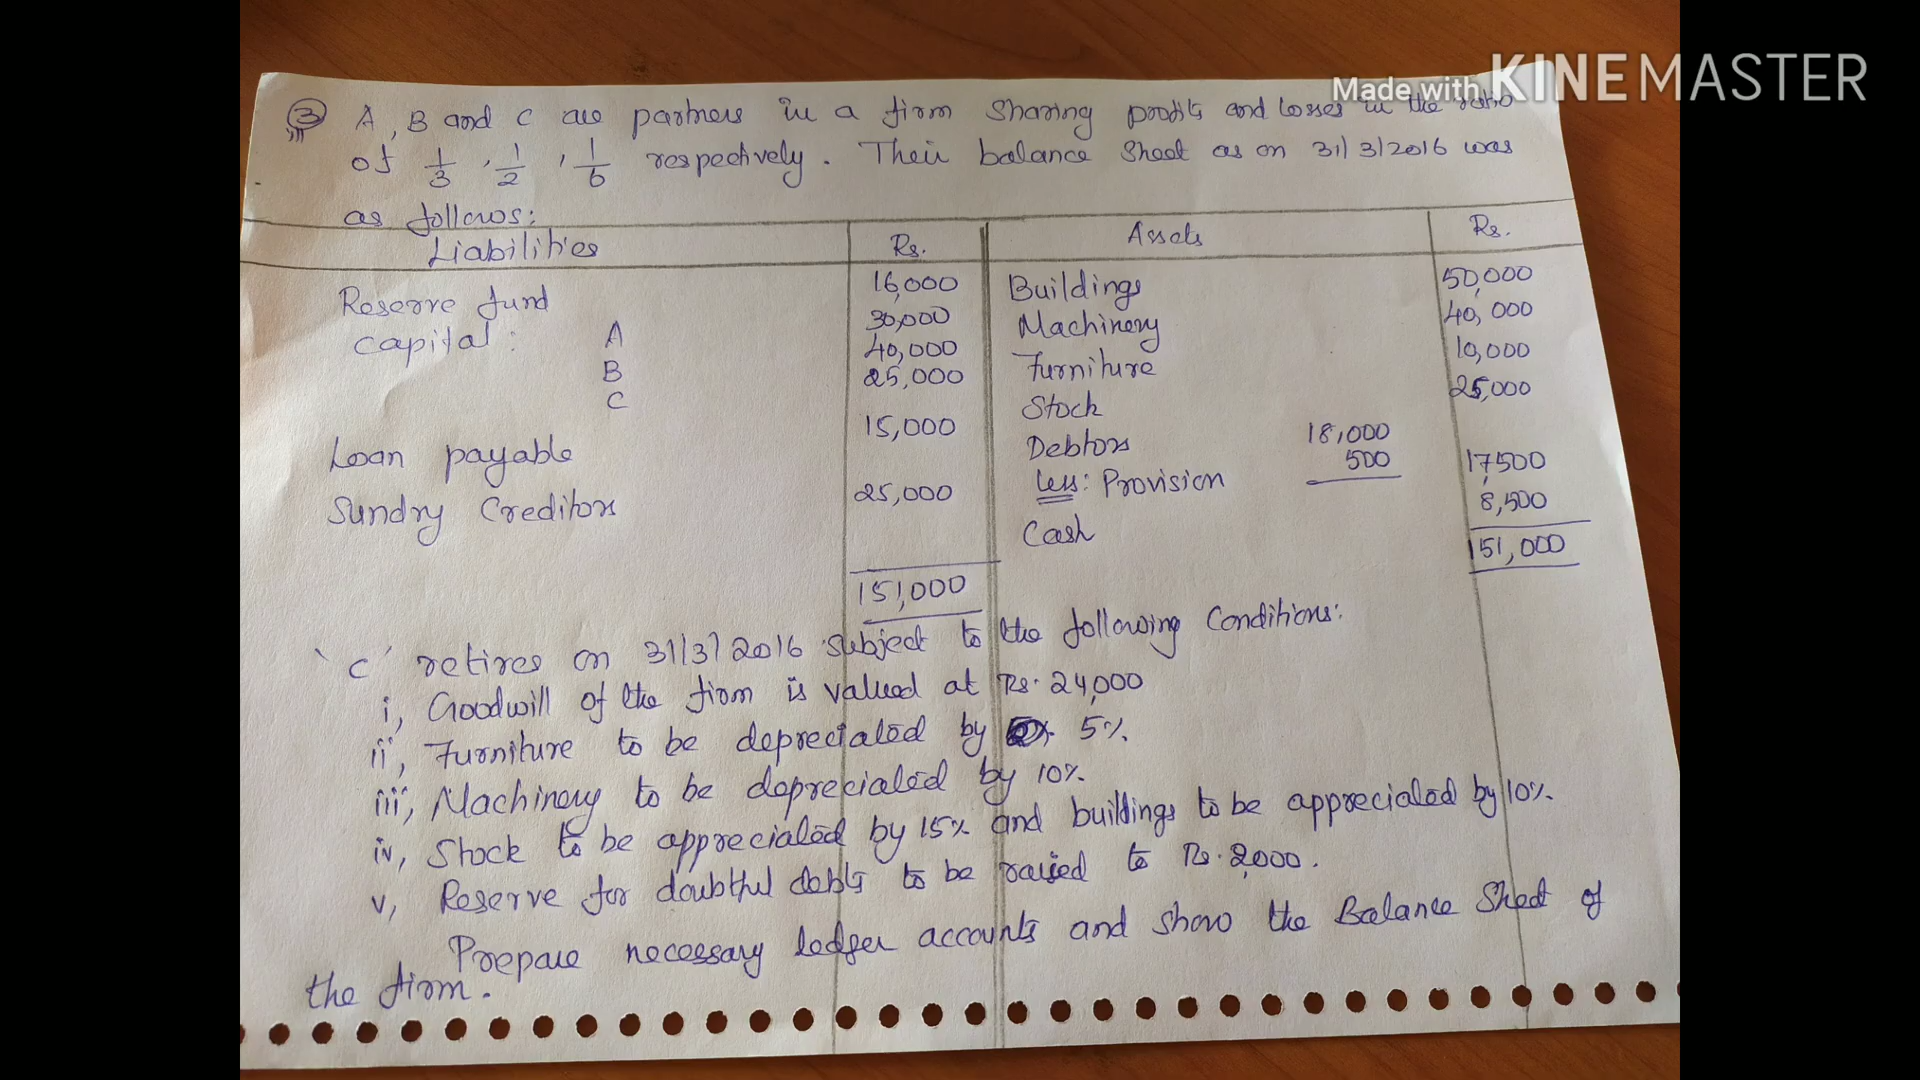 Made with KINEMASTER
③ A, B and C are partners in a firm sharing profits and losses in the ratio
of 1/3, 1/2, 1/6 respectively. Their balance sheet as on 31/3/2016 was
as follows:
Liabilities Rs. Assets Rs.
Reserve fund 16,000 Buildings 50,000
Capital: A 30,000 Machinery 40,000
B 40,000 Furniture 10,000
C 25,000 Stock 25,000
Loan payable 15,000 Debtors 18,000
Less: Provision 500 17,500
Sundry Creditors 25,000 Cash 8,500
151,000 151,000
'C' retires on 31/3/2016 subject to the following conditions:
i, Goodwill of the firm is valued at Rs. 24,000
ii, Furniture to be depreciated by 5%.
iii, Machinery to be depreciated by 10%.
iv, Stock to be appreciated by 15% and buildings to be appreciated by 10%.
v, Reserve for doubtful debts to be raised to Rs. 2,000.
Prepare necessary ledger accounts and show the Balance Sheet of
the firm.